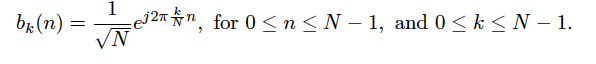 b_k(n) = \frac{1}{\sqrt{N}} e^{j2\pi \frac{k}{N} n}, for 0 ≤ n ≤ N − 1, and 0 ≤ k ≤ N − 1.